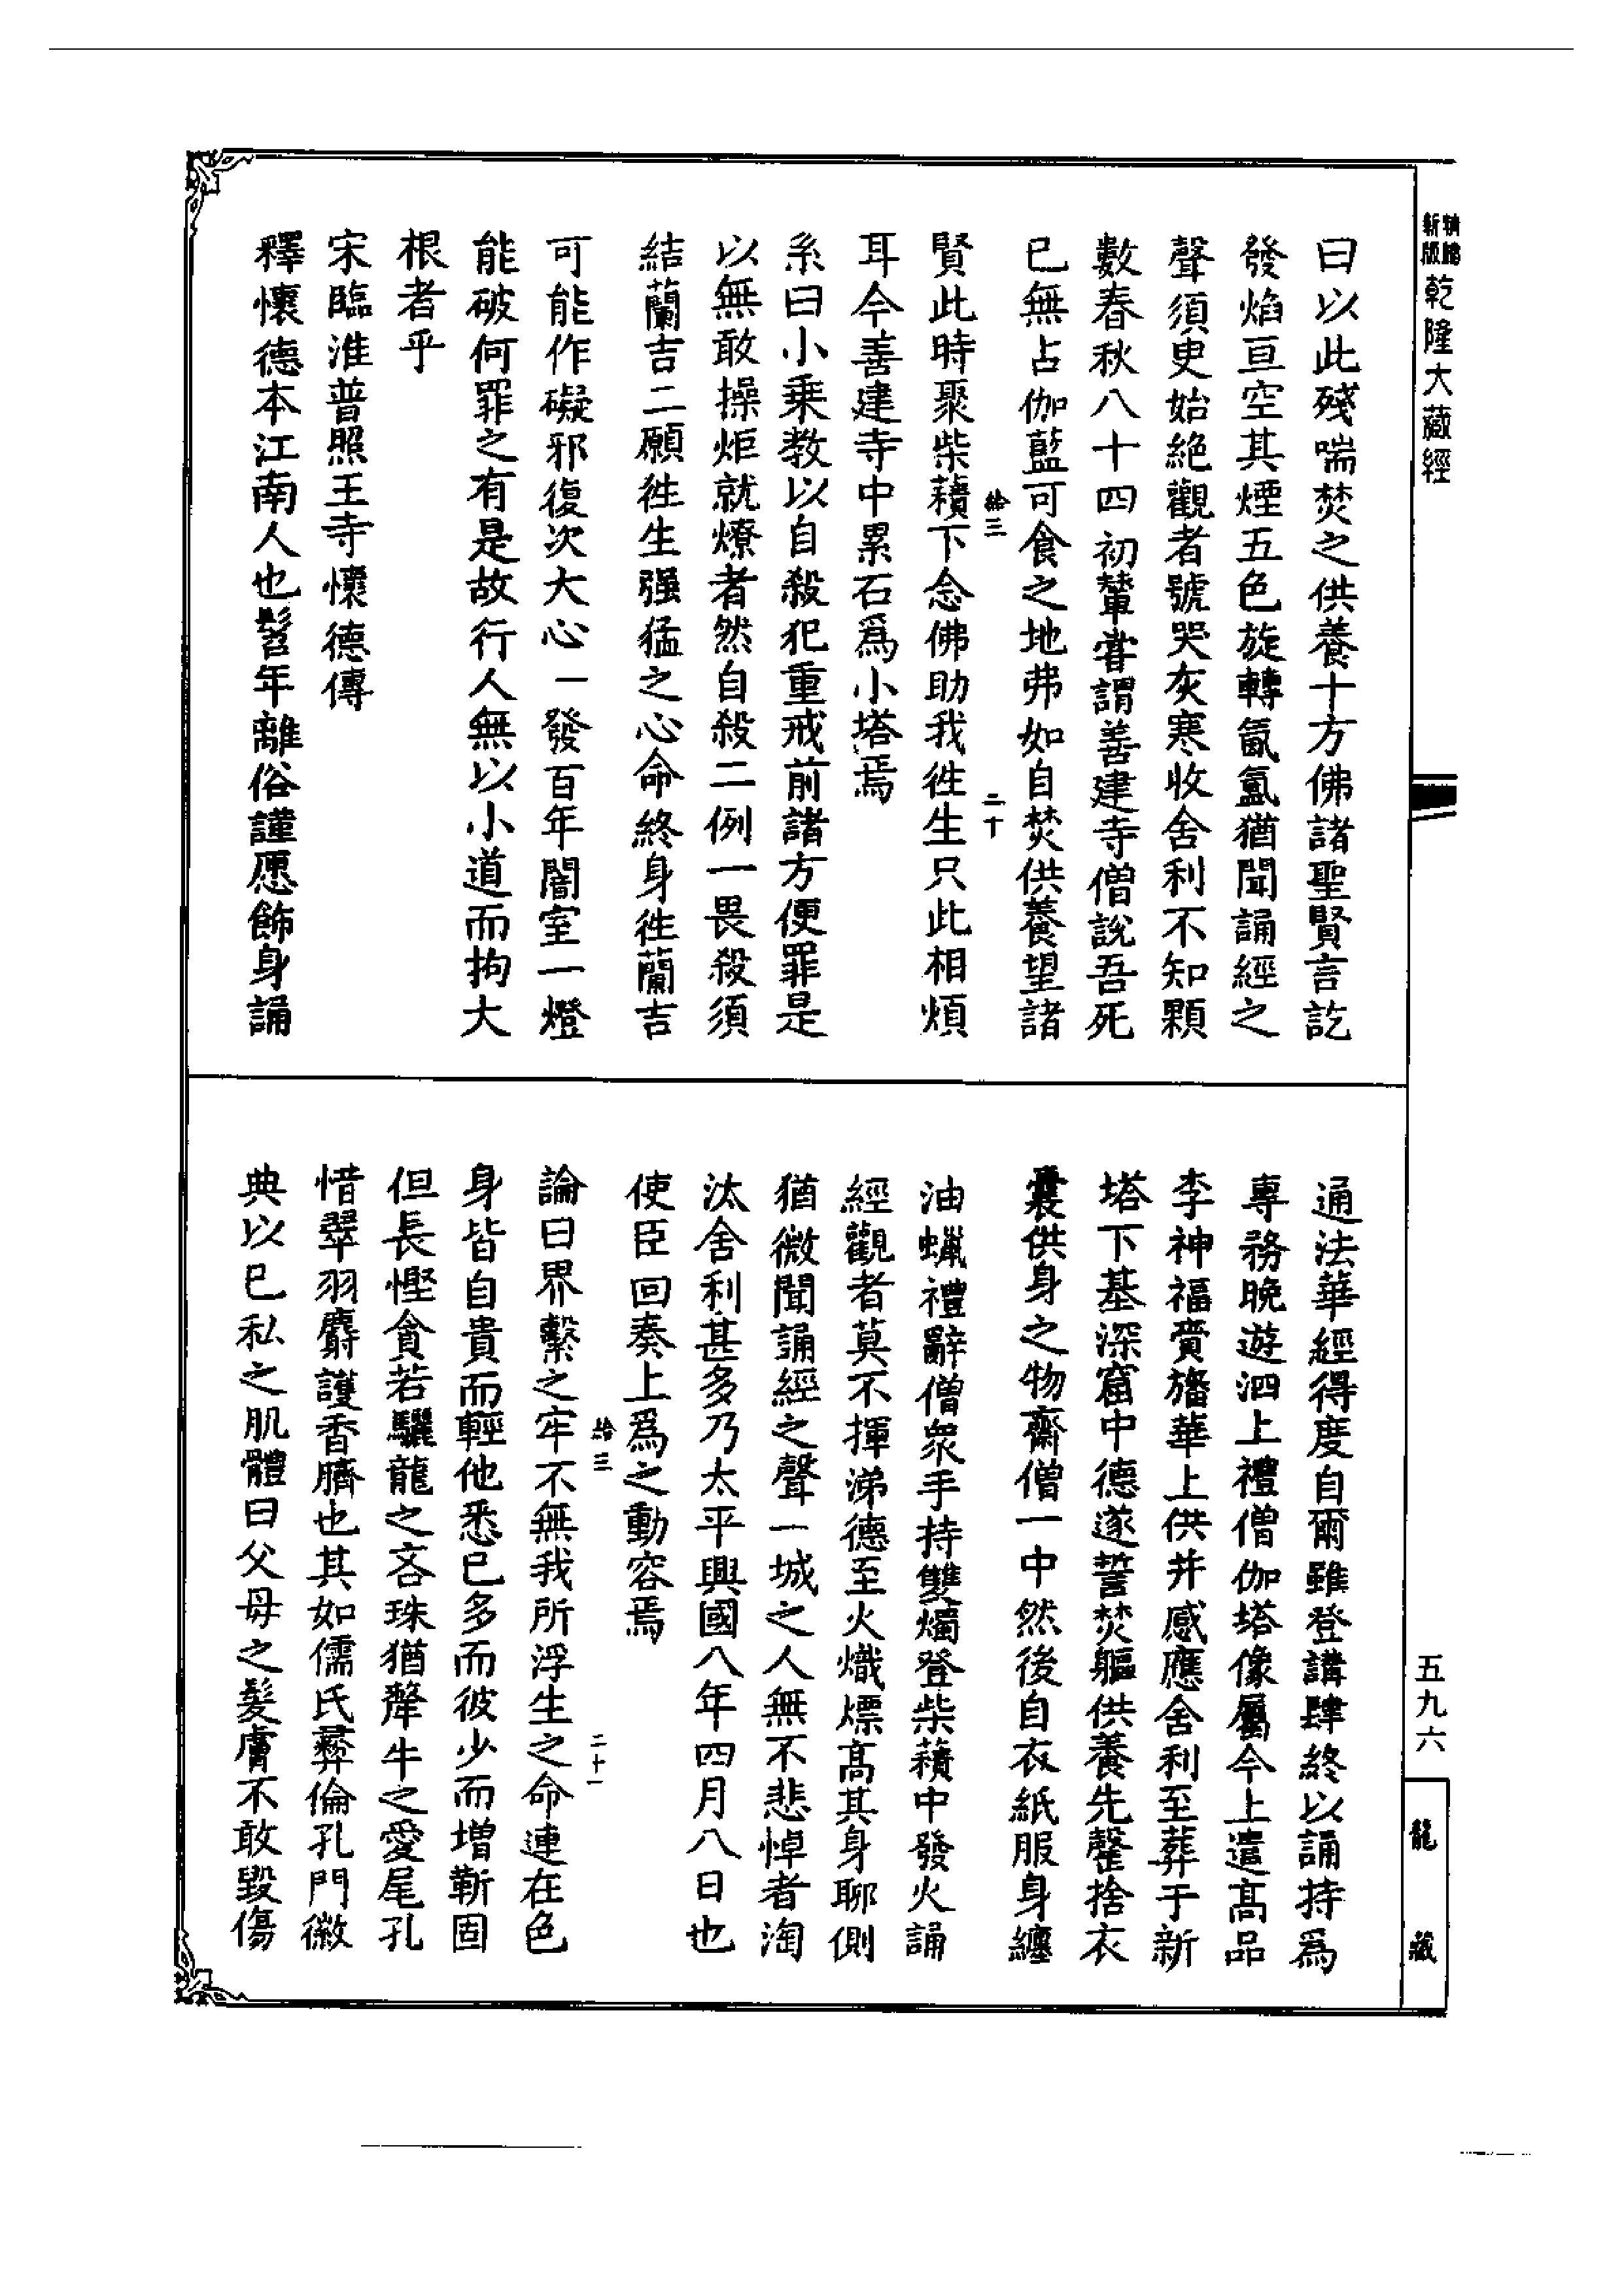 新版
乾隆大藏經
曰以此殘喘焚之供養十方佛諸聖賢言訖
發焰亘空其煙五色旋轉氤氳猶聞誦經之
聲須臾始絕觀者號哭灰寒收舍利不知顆
數春秋八十四初輦嘗謂善建寺僧說吾死
已無占伽藍可食之地弗如自焚供養望諸
給三
二十
賢此時聚柴𧂐下念佛助我徃生只此相煩
耳今善建寺中累石爲小塔焉
系曰小乗教以自殺犯重戒前諸方便罪是
以無敢操炬就燎者然自殺二例一畏殺須
結蘭吉二願徃生强猛之心命終身徃蘭吉
可能作礙邪復次大心一發百年闇室一燈
能破何罪之有是故行人無以小道而拘大
根者乎
宋臨淮普照王寺懷德傳
釋懷德本江南人也髫年離俗謹愿飾身誦
通法華經得度自爾雖登講肆終以誦持爲
專務晚遊泗上禮僧伽塔像屬今上遣高品
李神福賫旛華上供并感應舍利至葬于新
塔下基深窟中德遂誓焚軀供養先罄捨衣
囊供身之物齋僧一中然後自衣紙服身纏
油蠟禮辭僧衆手持雙燭登柴𧂐中發火誦
經觀者莫不揮涕德至火熾熛高其身聊側
猶微聞誦經之聲一城之人無不悲悼者淘
汰舍利甚多乃太平興國八年四月八日也
使臣回奏上爲之動容焉
給三
二十一
論曰界繫之牢不無我所浮生之命連在色
身皆自貴而輕他悉已多而彼少而增靳固
但長慳貪若驪龍之吝珠猶犛牛之愛尾孔
惜翠羽麝護香臍也其如儒氏彛倫孔門徽
典以已私之肌體曰父母之髮膚不敢毀傷
五九六
龍藏